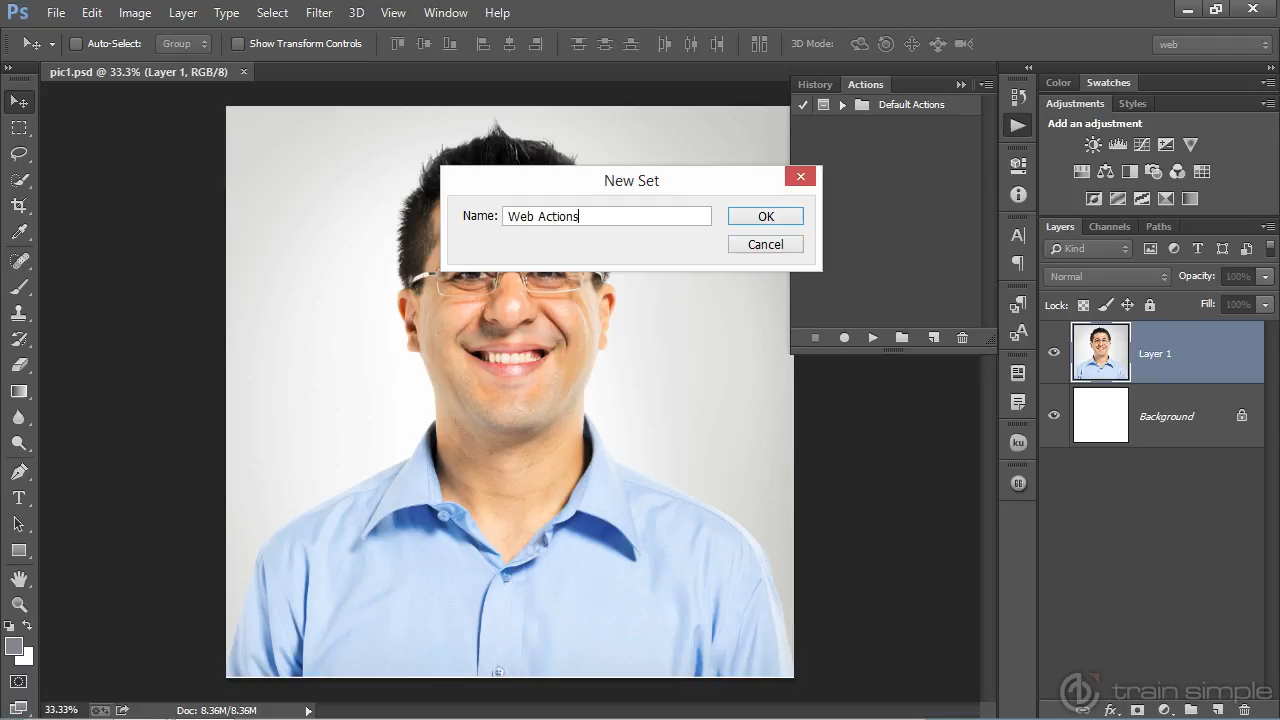 Ps File Edit Image Layer Type Select Filter 3D View Window Help
Auto-Select: Group Show Transform Controls 3D Mode: web
pic1.psd @ 33.3% (Layer 1, RGB/8) ×
History Actions
Default Actions
New Set
Name: Web Actions OK
Cancel
Color Swatches
Adjustments Styles
Add an adjustment
Layers Channels Paths
Kind
Normal Opacity: 100%
Lock: Fill: 100%
Layer 1
Background
ku
33.33% Doc: 8.36M/8.36M
train simple